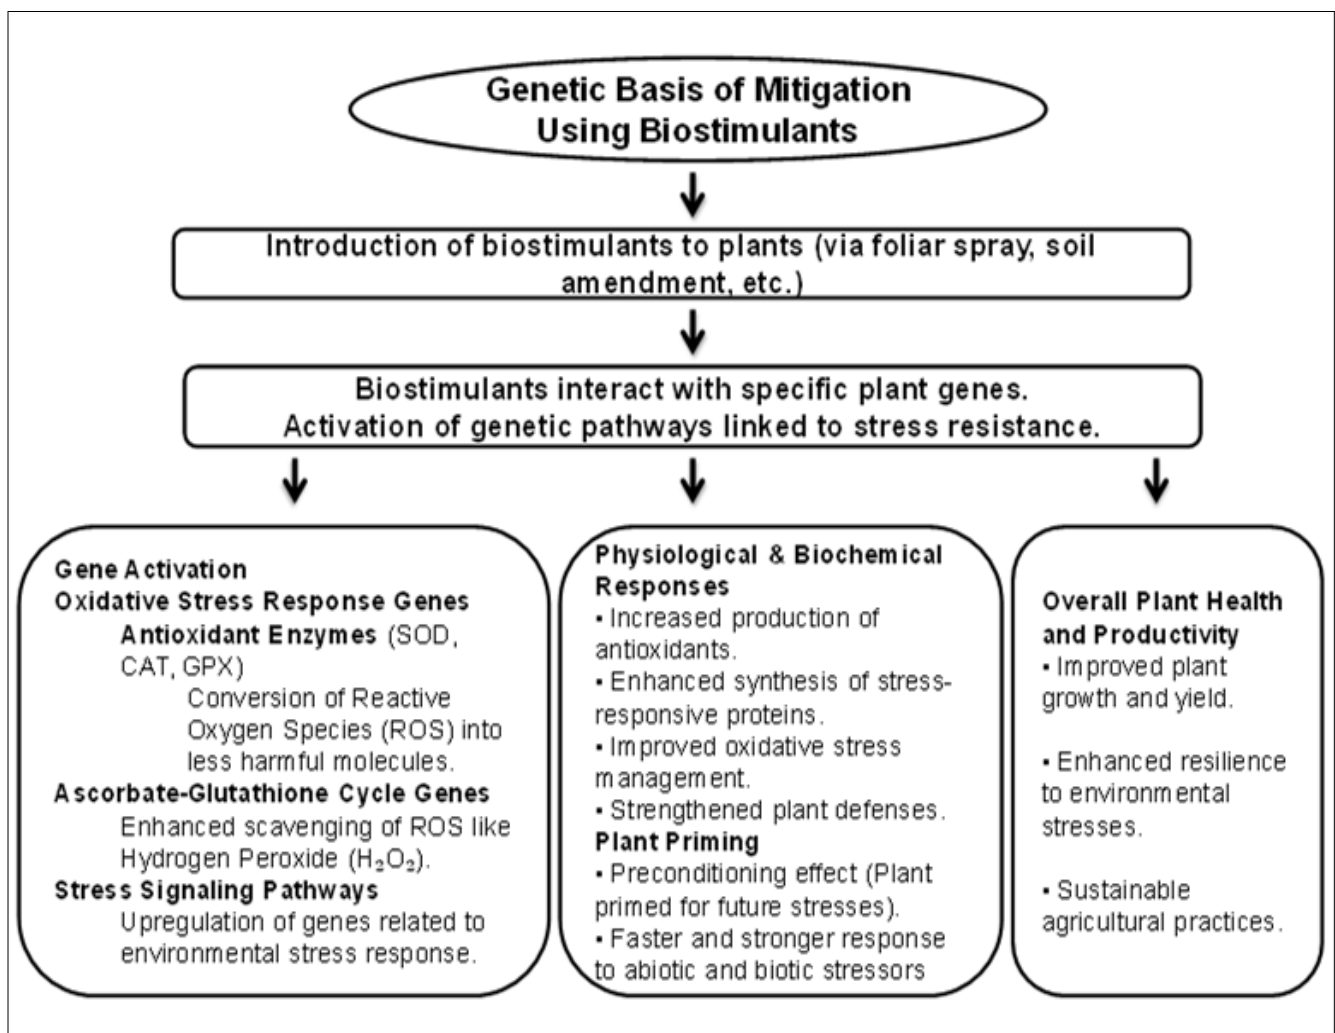 Genetic Basis of Mitigation
Using Biostimulants
Introduction of biostimulants to plants (via foliar spray, soil
amendment, etc.)
Biostimulants interact with specific plant genes.
Activation of genetic pathways linked to stress resistance.
Gene Activation
Oxidative Stress Response Genes
Antioxidant Enzymes (SOD,
CAT, GPX)
Conversion of Reactive
Oxygen Species (ROS) into
less harmful molecules.
Ascorbate-Glutathione Cycle Genes
Enhanced scavenging of ROS like
Hydrogen Peroxide (H₂O₂).
Stress Signaling Pathways
Upregulation of genes related to
environmental stress response.
Physiological & Biochemical
Responses
▪ Increased production of
antioxidants.
▪ Enhanced synthesis of stress-
responsive proteins.
▪ Improved oxidative stress
management.
▪ Strengthened plant defenses.
Plant Priming
▪ Preconditioning effect (Plant
primed for future stresses).
▪ Faster and stronger response
to abiotic and biotic stressors
Overall Plant Health
and Productivity
▪ Improved plant
growth and yield.
▪ Enhanced resilience
to environmental
stresses.
▪ Sustainable
agricultural practices.